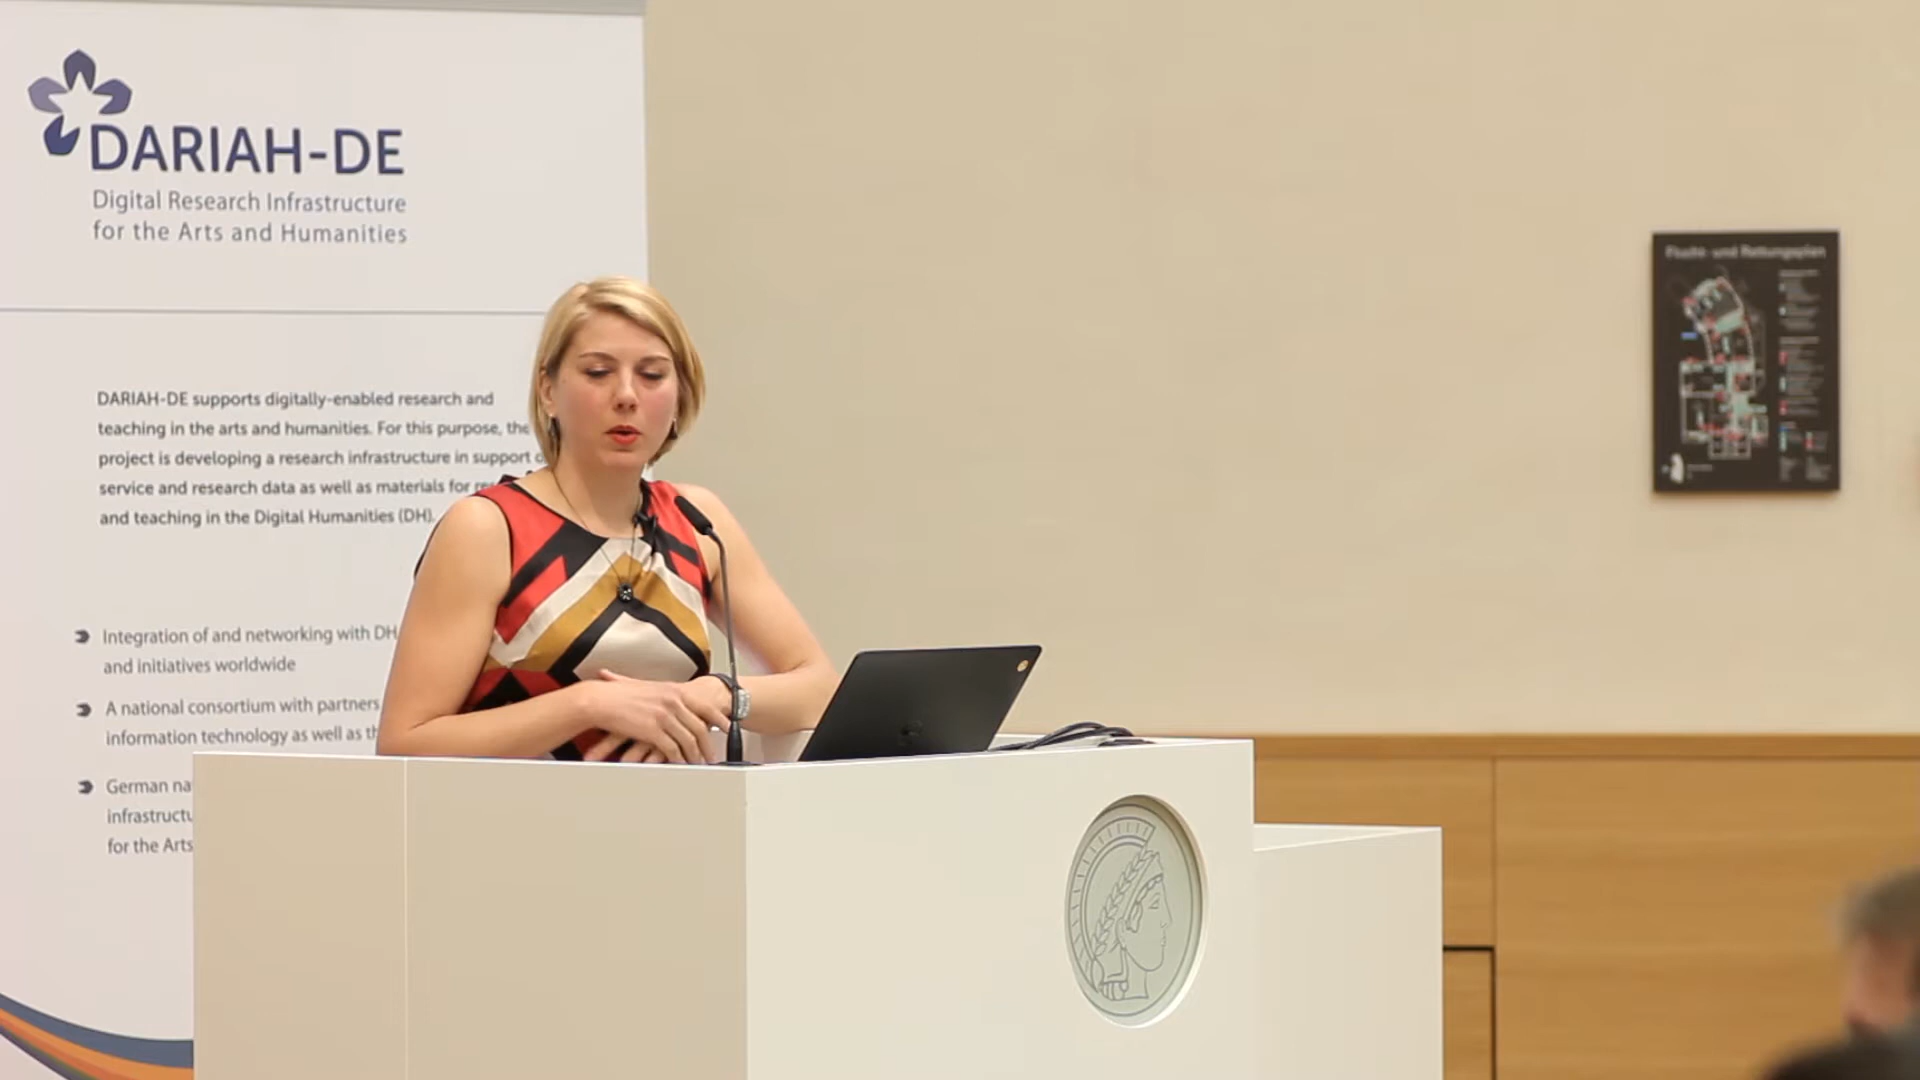 DARIAH-DE
Digital Research Infrastructure
for the Arts and Humanities
DARIAH-DE supports digitally-enabled research and
teaching in the arts and humanities. For this purpose, the
project is developing a research infrastructure in support
service and research data as well as materials for
and teaching in the Digital Humanities (DH).
Integration of and networking with DH
and initiatives worldwide
A national consortium with partners
information technology as well as
German
for the Arts
Flucht- und Rettungsplan